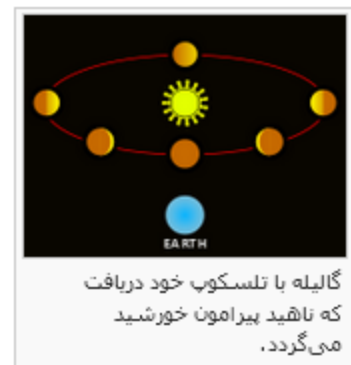 EARTH
گالیله با تلسکوپ خود دریافت
که ناهید پیرامون خورشید
می‌گردد.